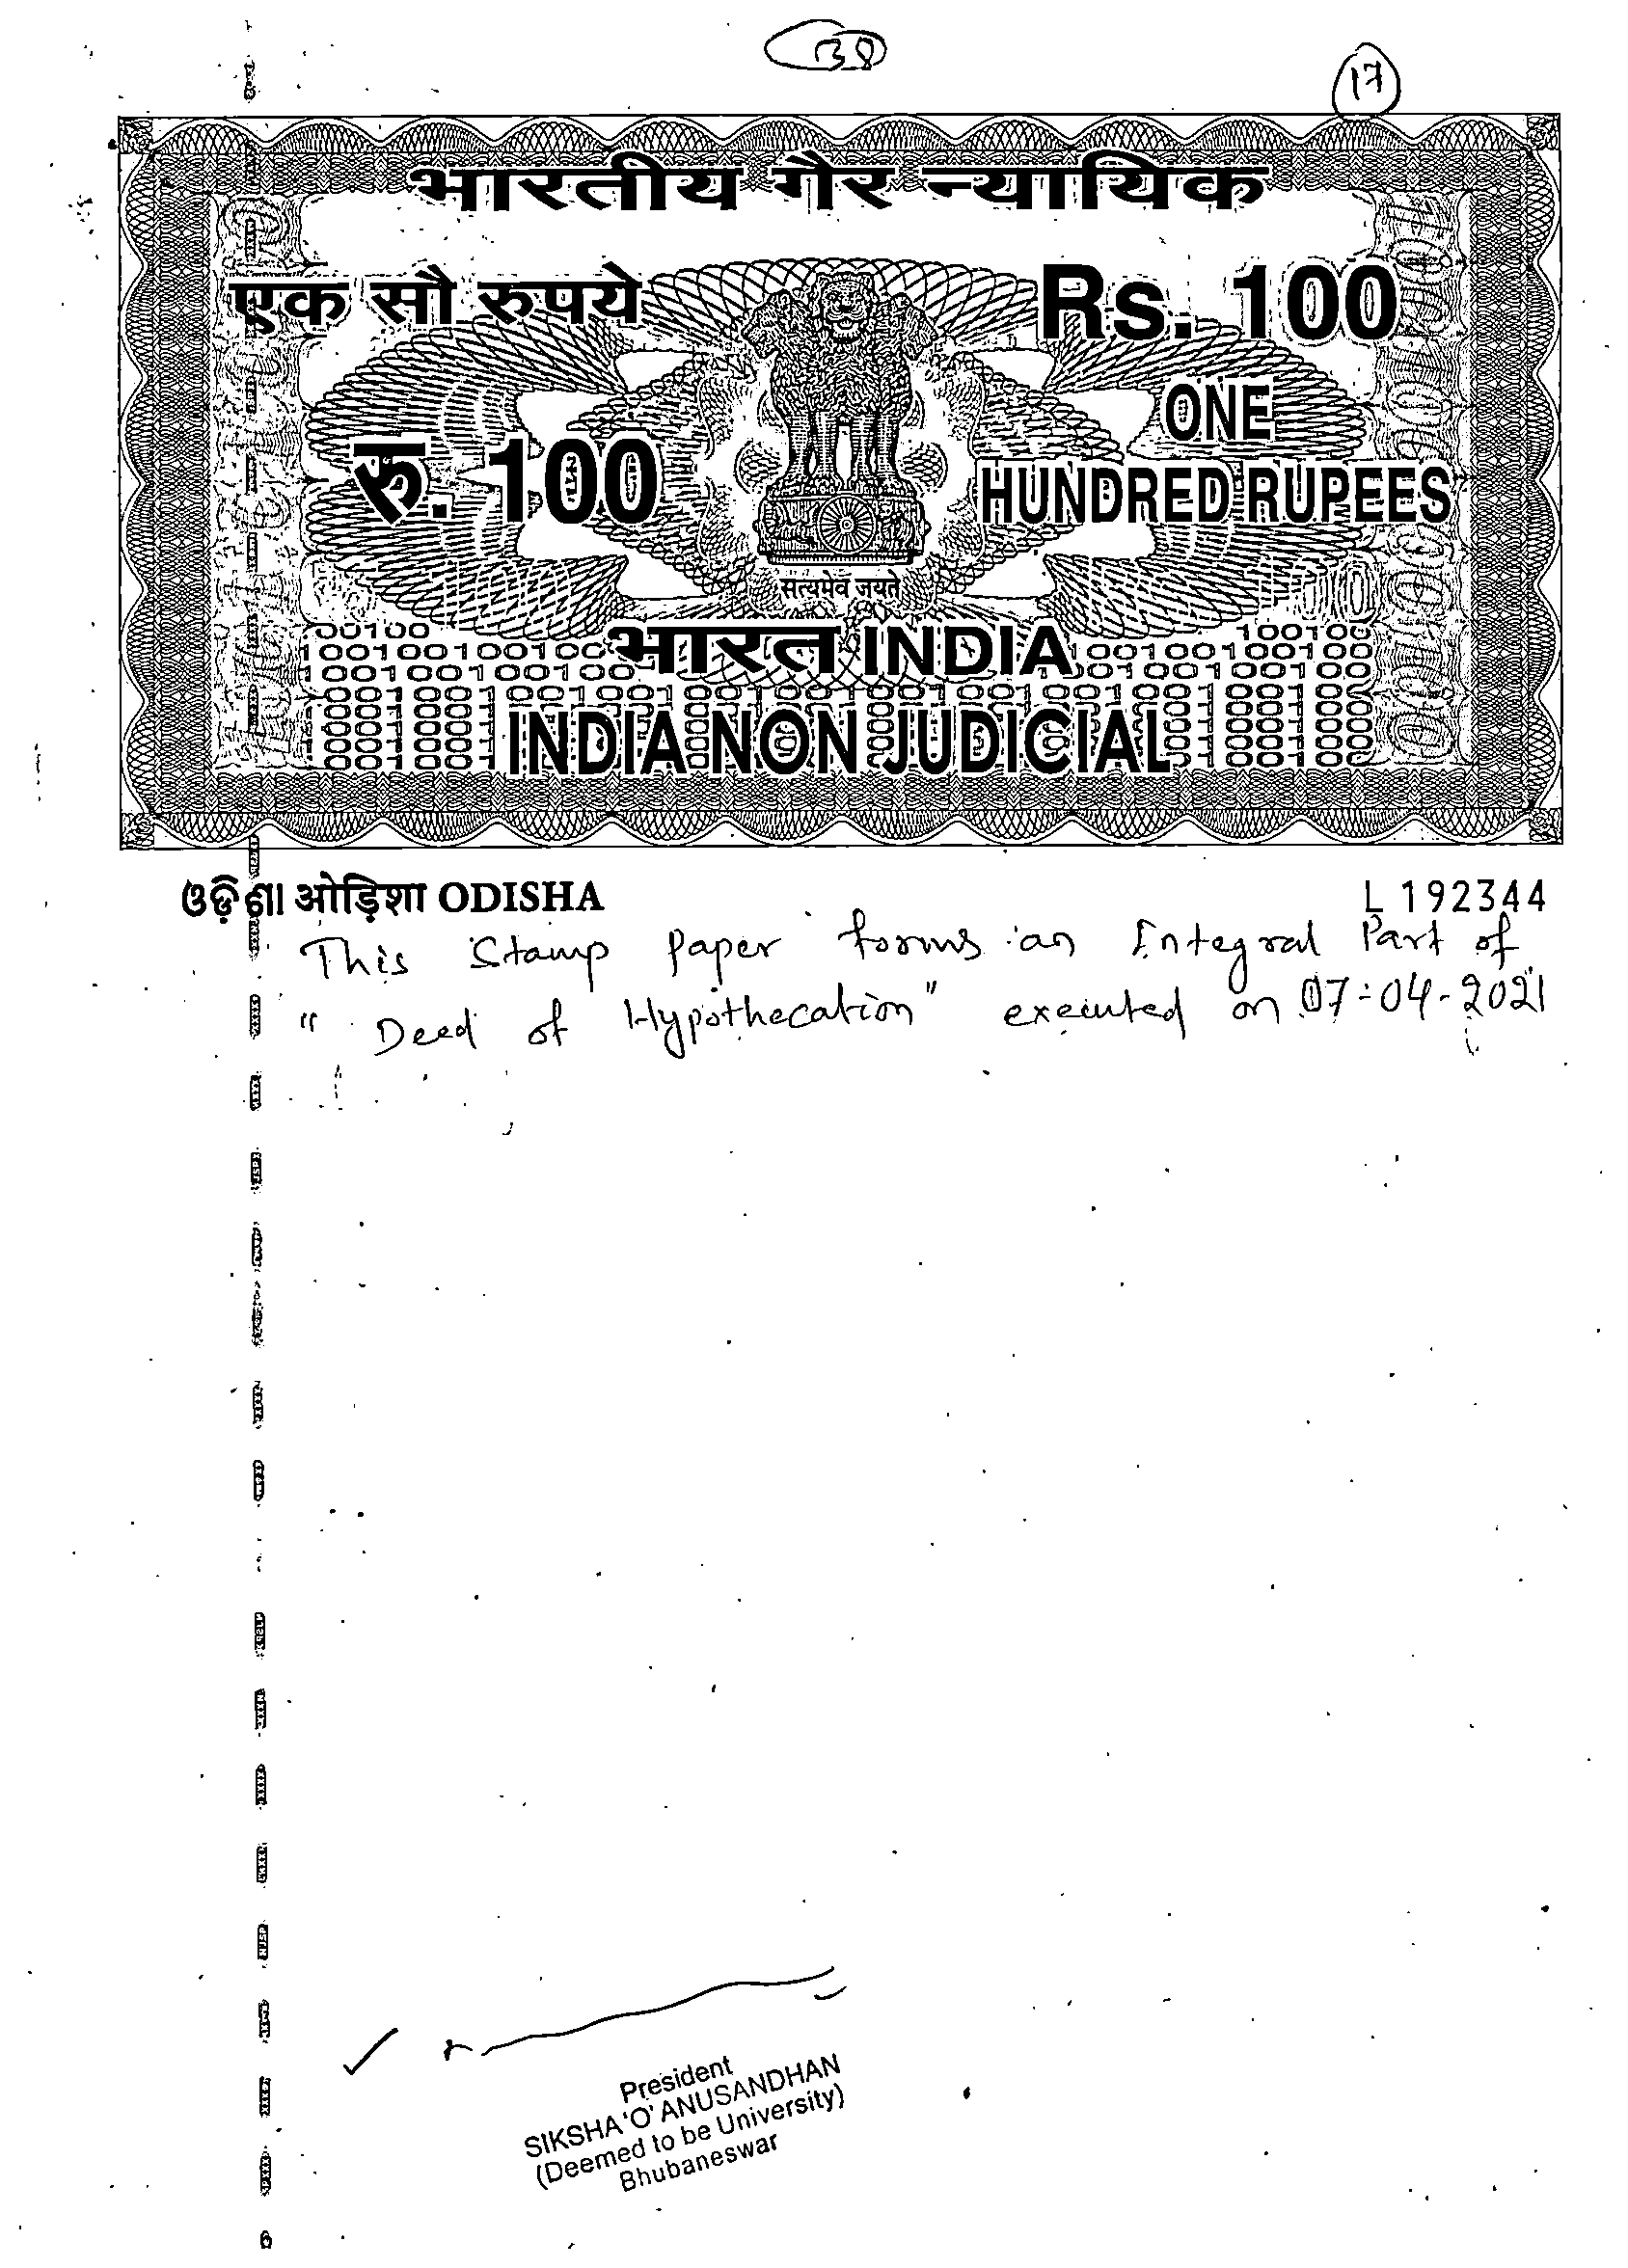 38
17
भारतीय गैर न्यायिक
एक सौ रुपये
Rs. 100
रु. 100
ONE
HUNDRED RUPEES
सत्यमेव जयते
भारत INDIA
INDIA NON JUDICIAL
ଓଡ଼ିଶା ओड़िशा ODISHA
L 192344
This Stamp Paper forms an Integral Part of
" Deed of Hypothecation" executed on 07-04-2021
President
SIKSHA 'O' ANUSANDHAN
(Deemed to be University)
Bhubaneswar